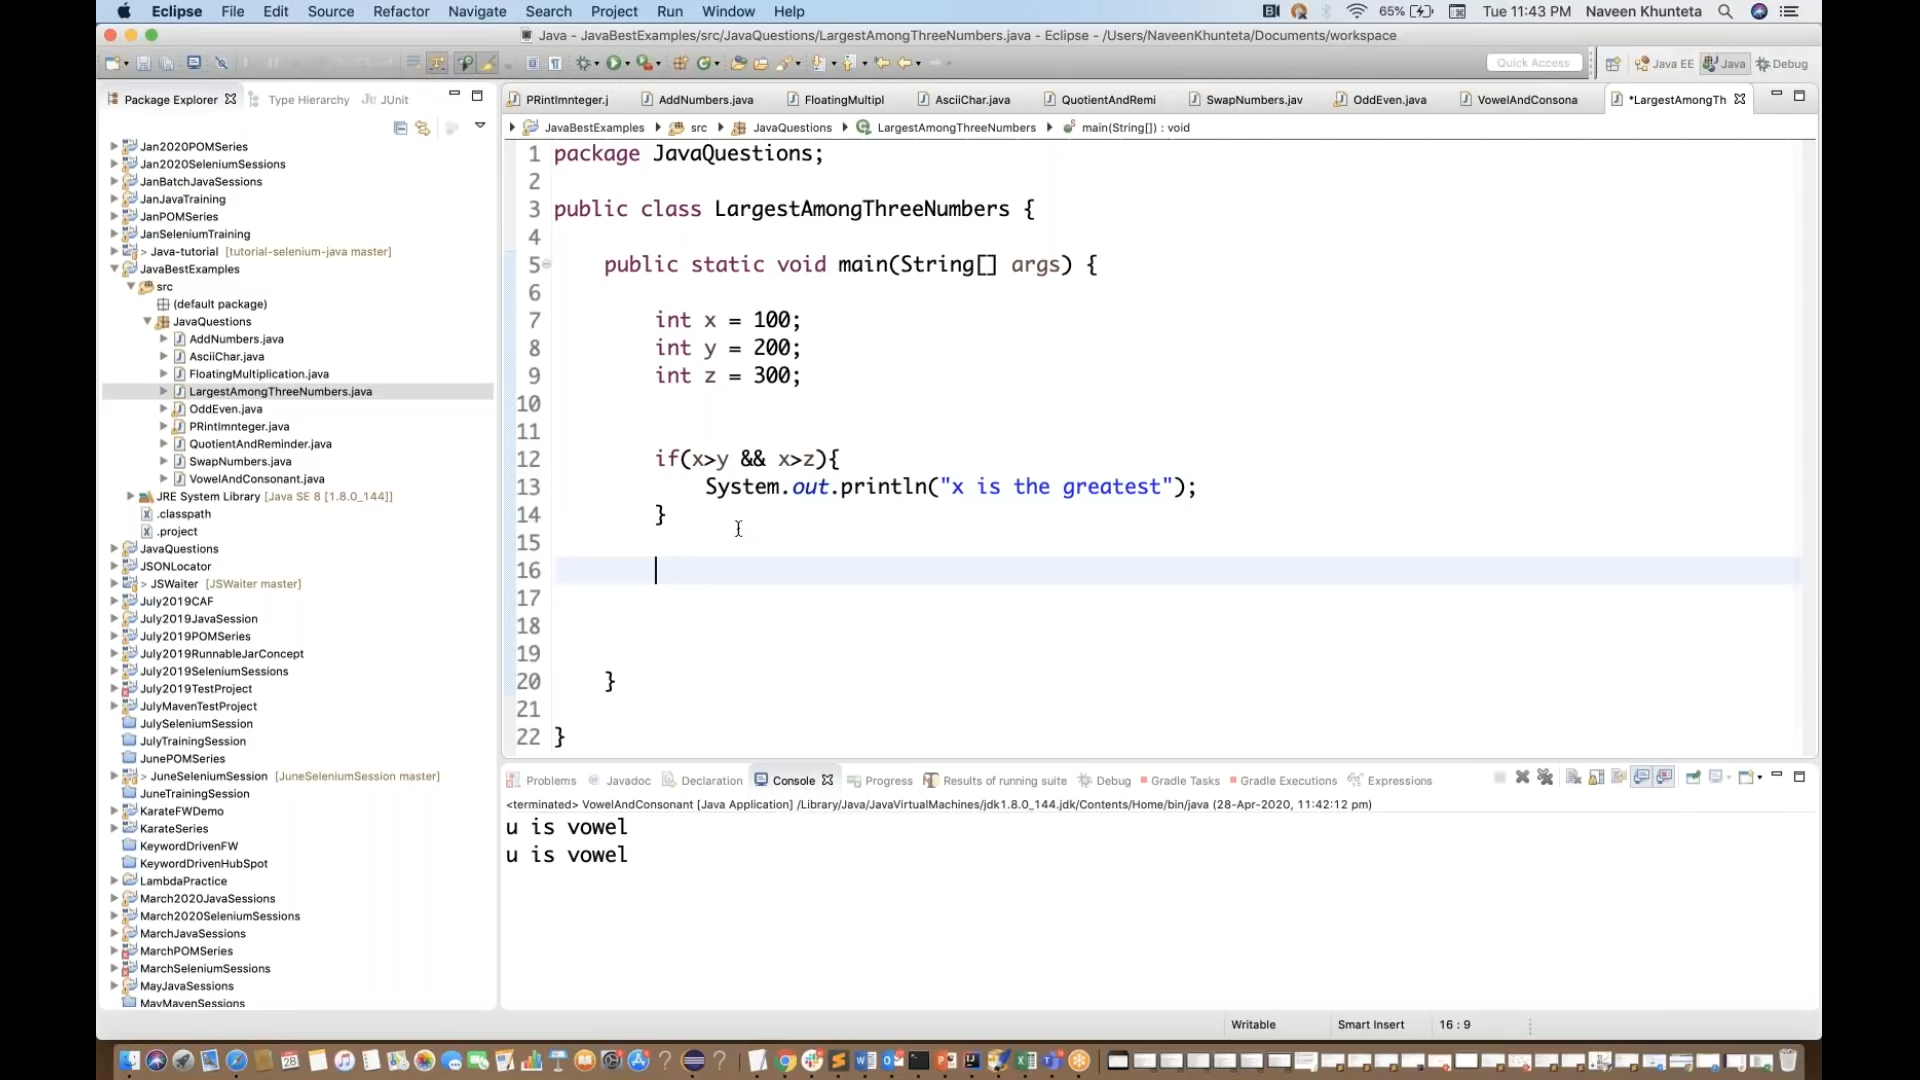 Eclipse File Edit Source Refactor Navigate Search Project Run Window Help 65% Tue 11:43 PM Naveen Khunteta
Java - JavaBestExamples/src/JavaQuestions/LargestAmongThreeNumbers.java - Eclipse - /Users/NaveenKhunteta/Documents/workspace
Quick Access Java EE Java Debug
Package Explorer Type Hierarchy JUnit
PRintImnteger.j AddNumbers.java FloatingMultipl AsciiChar.java QuotientAndRemi SwapNumbers.jav OddEven.java VowelAndConsona *LargestAmongTh
JavaBestExamples src JavaQuestions LargestAmongThreeNumbers main(String[]) : void
Jan2020POMSeries
Jan2020SeleniumSessions
JanBatchJavaSessions
JanJavaTraining
JanPOMSeries
JanSeleniumTraining
> Java-tutorial [tutorial-selenium-java master]
JavaBestExamples
src
(default package)
JavaQuestions
AddNumbers.java
AsciiChar.java
FloatingMultiplication.java
LargestAmongThreeNumbers.java
OddEven.java
PRintImnteger.java
QuotientAndReminder.java
SwapNumbers.java
VowelAndConsonant.java
JRE System Library [Java SE 8 [1.8.0_144]]
.classpath
.project
JavaQuestions
JSONLocator
> JSWaiter [JSWaiter master]
July2019CAF
July2019JavaSession
July2019POMSeries
July2019RunnableJarConcept
July2019SeleniumSessions
July2019TestProject
JulyMavenTestProject
JulySeleniumSession
JulyTrainingSession
JunePOMSeries
> JuneSeleniumSession [JuneSeleniumSession master]
JuneTrainingSession
KarateFWDemo
KarateSeries
KeywordDrivenFW
KeywordDrivenHubSpot
LambdaPractice
March2020JavaSessions
March2020SeleniumSessions
MarchJavaSessions
MarchPOMSeries
MarchSeleniumSessions
MayJavaSessions
MayMavenSessions
1 package JavaQuestions;
2
3 public class LargestAmongThreeNumbers {
4
5 public static void main(String[] args) {
6
7 int x = 100;
8 int y = 200;
9 int z = 300;
10
11
12 if(x>y && x>z){
13 System.out.println("x is the greatest");
14 }
15
16
17
18
19
20 }
21
22 }
Problems Javadoc Declaration Console Progress Results of running suite Debug Gradle Tasks Gradle Executions Expressions
<terminated> VowelAndConsonant [Java Application] /Library/Java/JavaVirtualMachines/jdk1.8.0_144.jdk/Contents/Home/bin/java (28-Apr-2020, 11:42:12 pm)
u is vowel
u is vowel
Writable Smart Insert 16 : 9